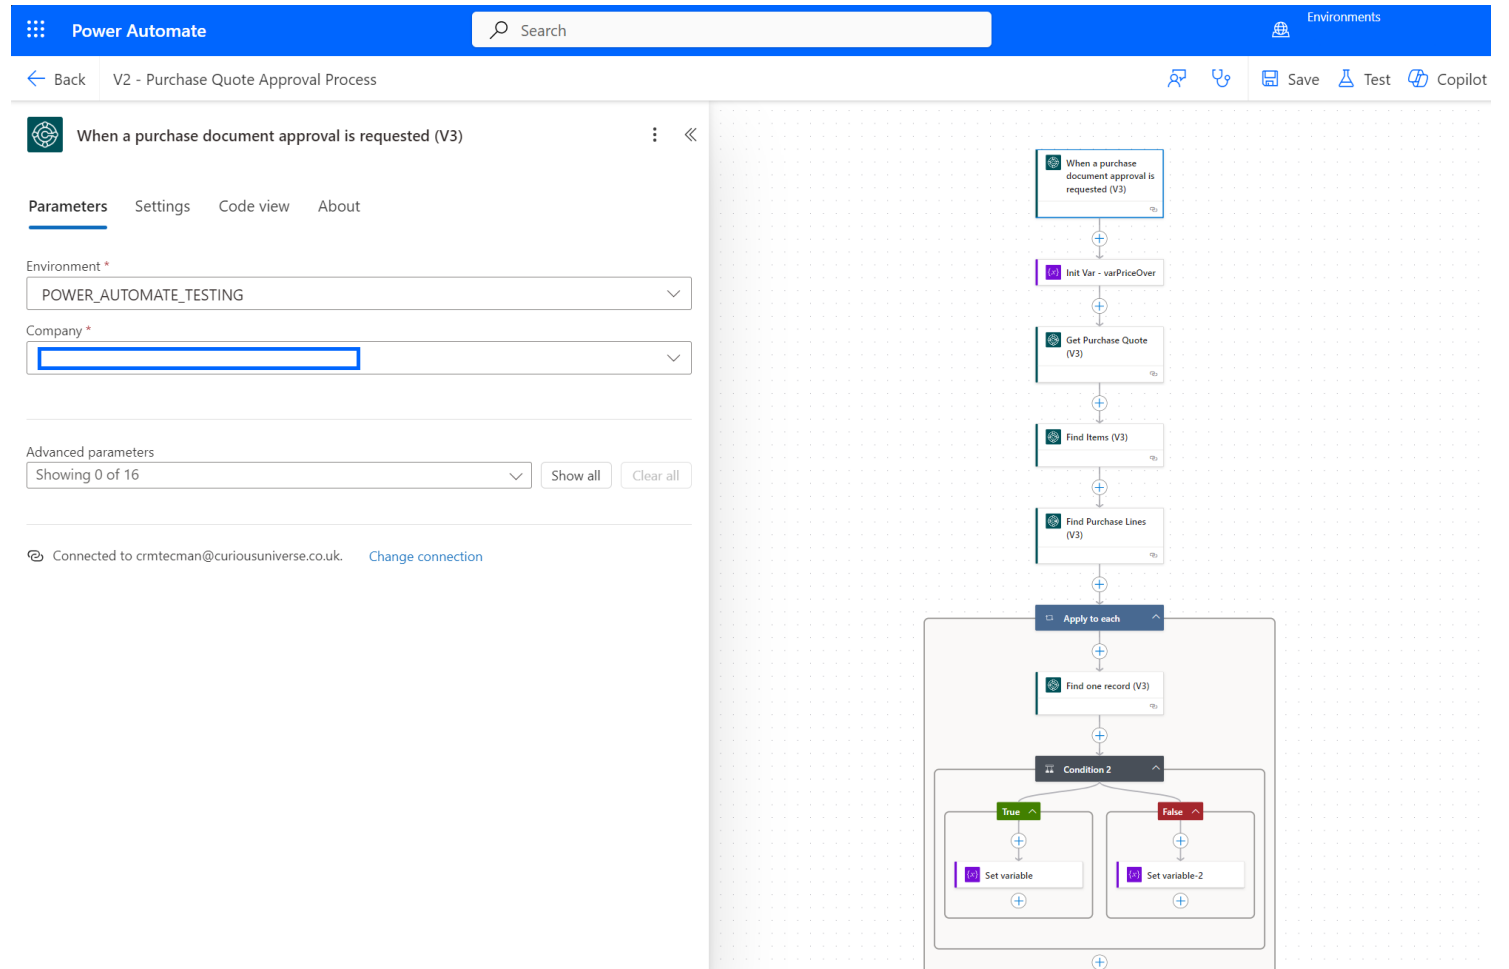 Power Automate
Search
Environments
Back
V2 - Purchase Quote Approval Process
Save
Test
Copilot
When a purchase document approval is requested (V3)
Parameters
Settings
Code view
About
Environment *
POWER_AUTOMATE_TESTING
Company *
Advanced parameters
Showing 0 of 16
Show all
Clear all
Connected to crmtecman@curiousuniverse.co.uk.
Change connection
When a purchase
document approval is
requested (V3)
{x} Init Var - varPriceOver
Get Purchase Quote
(V3)
Find Items (V3)
Find Purchase Lines
(V3)
Apply to each
Find one record (V3)
Condition 2
True
False
{x} Set variable
{x} Set variable-2